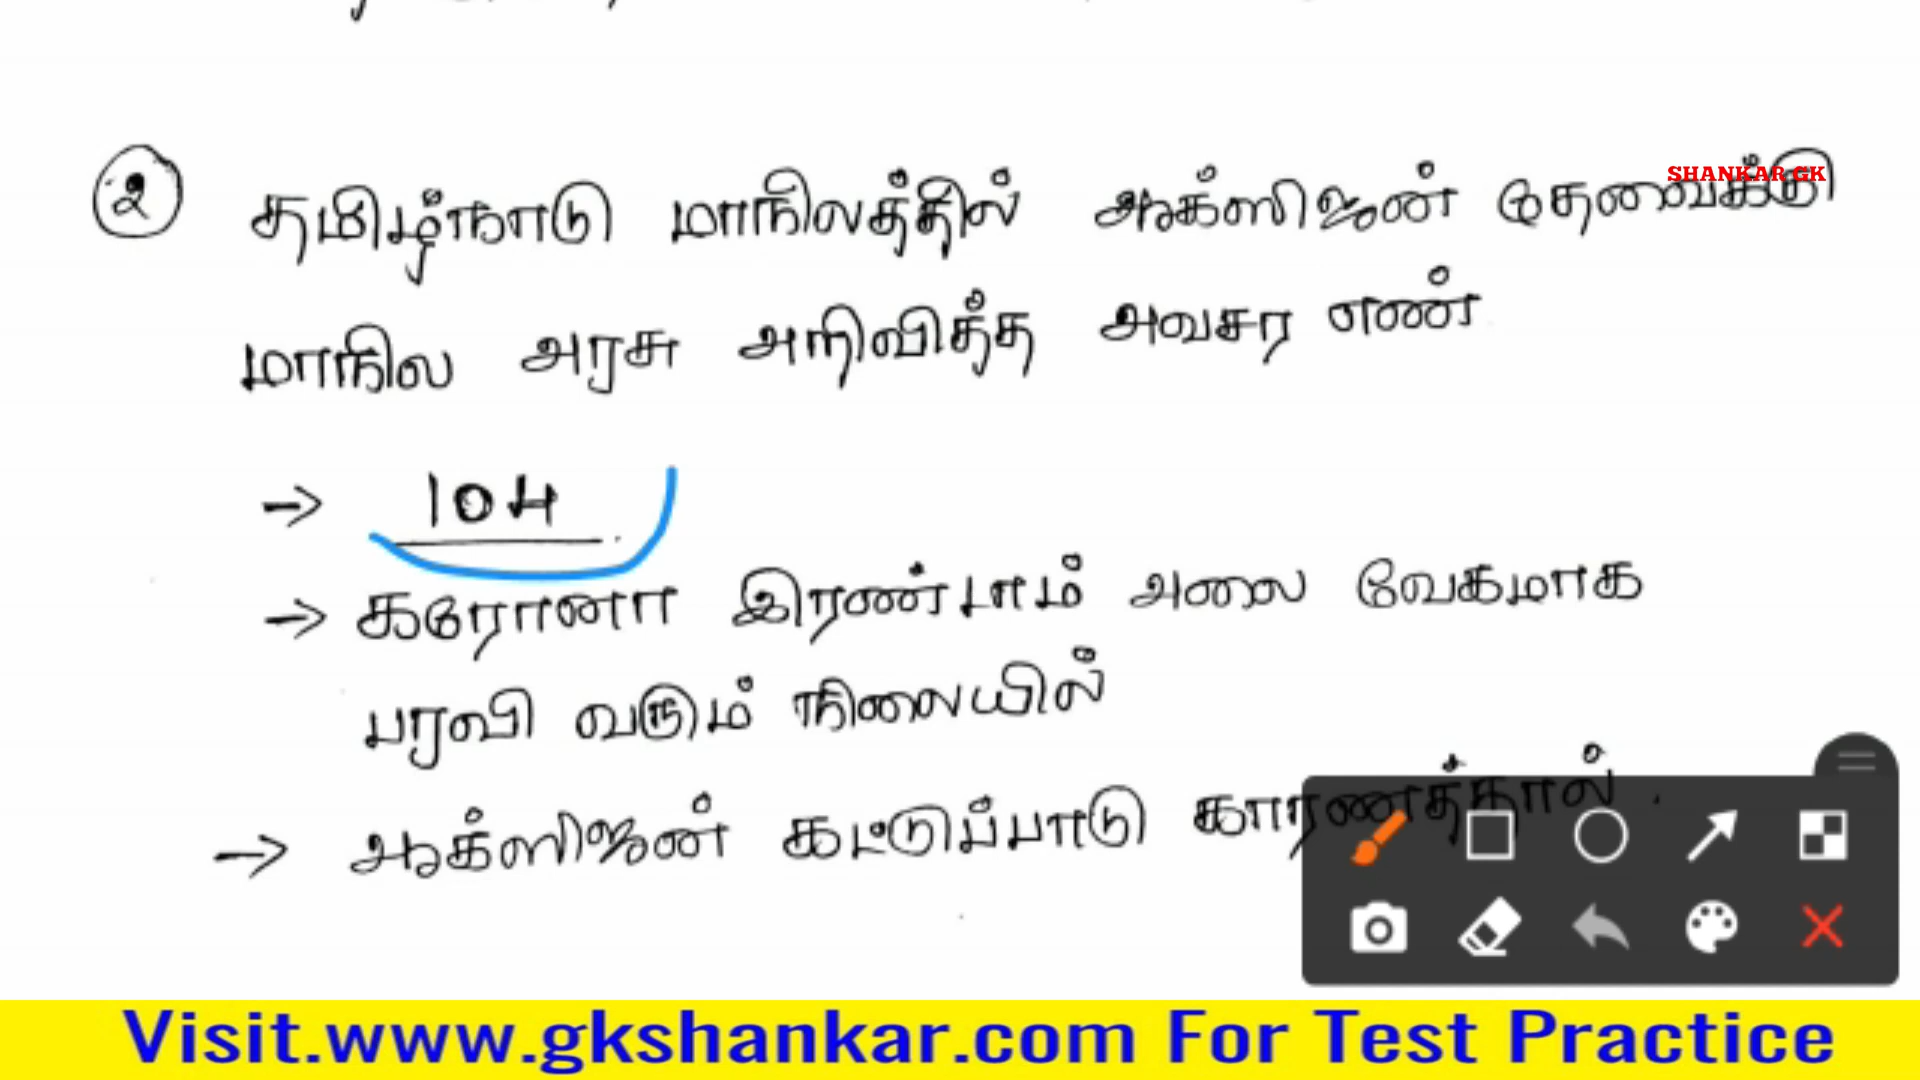 SHANKAR GK
2 தமிழ்நாடு மாநிலத்தில் ஆக்ஸிஜன் தேவைக்கு
மாநில அரசு அறிவித்த அவசர எண்
→ 104
→ கரோனா இரண்டாம் அலை வேகமாக
பரவி வரும் நிலையில்
→ ஆக்ஸிஜன் கட்டுப்பாடு காரணத்தால்.
Visit.www.gkshankar.com For Test Practice